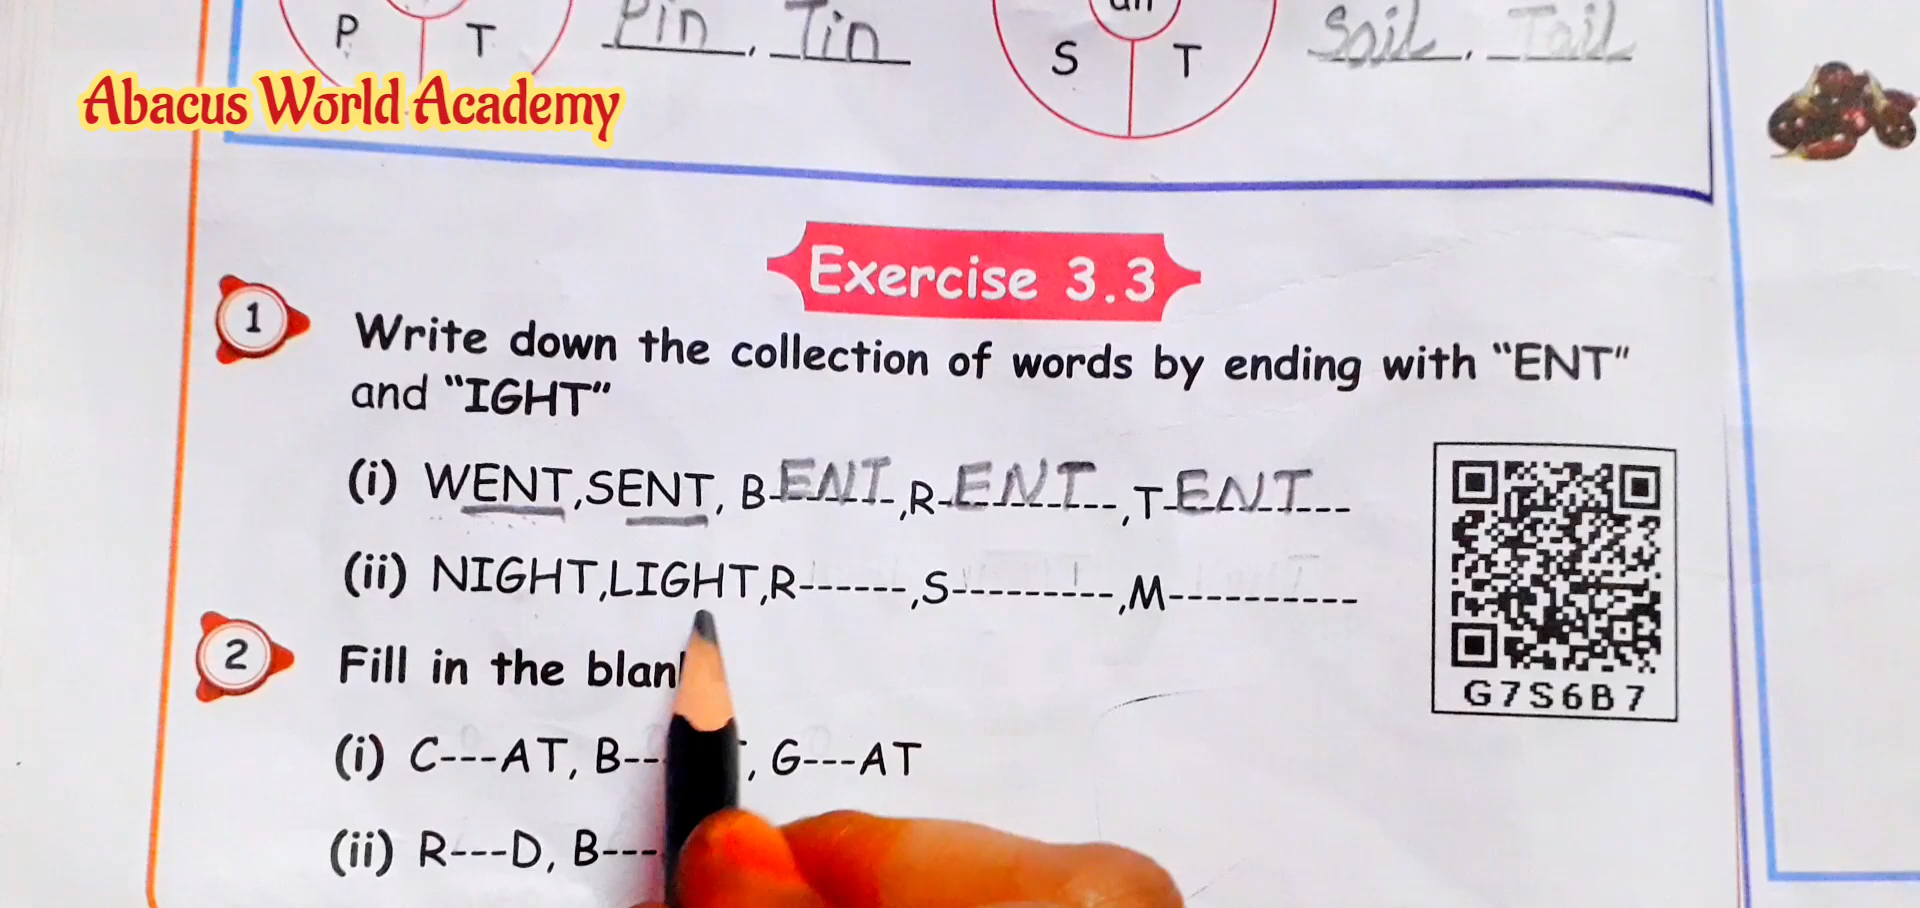 P T Pin, Tin S T Soil, Toil
Abacus World Academy
Exercise 3.3
1 Write down the collection of words by ending with "ENT"
and "IGHT"
(i) WENT,SENT, B-ENT-,R-ENT---,T-ENT---
(ii) NIGHT,LIGHT,R------,S---------,M----------
G7S6B7
2 Fill in the
(i) C---AT, B-- , G---AT
(ii) R---D, B---